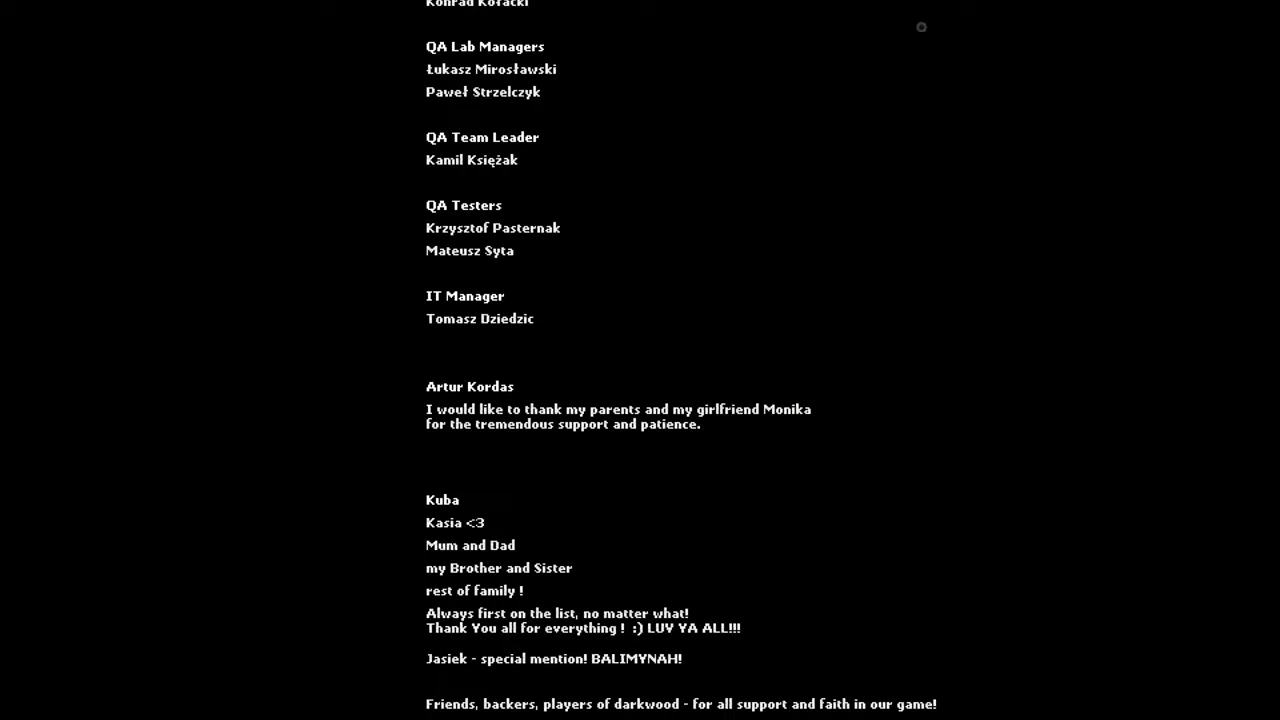 Konrad Kołacki
QA Lab Managers
Łukasz Mirosławski
Paweł Strzelczyk
QA Team Leader
Kamil Księżak
QA Testers
Krzysztof Pasternak
Mateusz Syta
IT Manager
Tomasz Dziedzic
Artur Kordas
I would like to thank my parents and my girlfriend Monika
for the tremendous support and patience.
Kuba
Kasia <3
Mum and Dad
my Brother and Sister
rest of family !
Always first on the list, no matter what!
Thank You all for everything !  :) LUV YA ALL!!!
Jasiek - special mention! BALIMYNAH!
Friends, backers, players of darkwood - for all support and faith in our game!